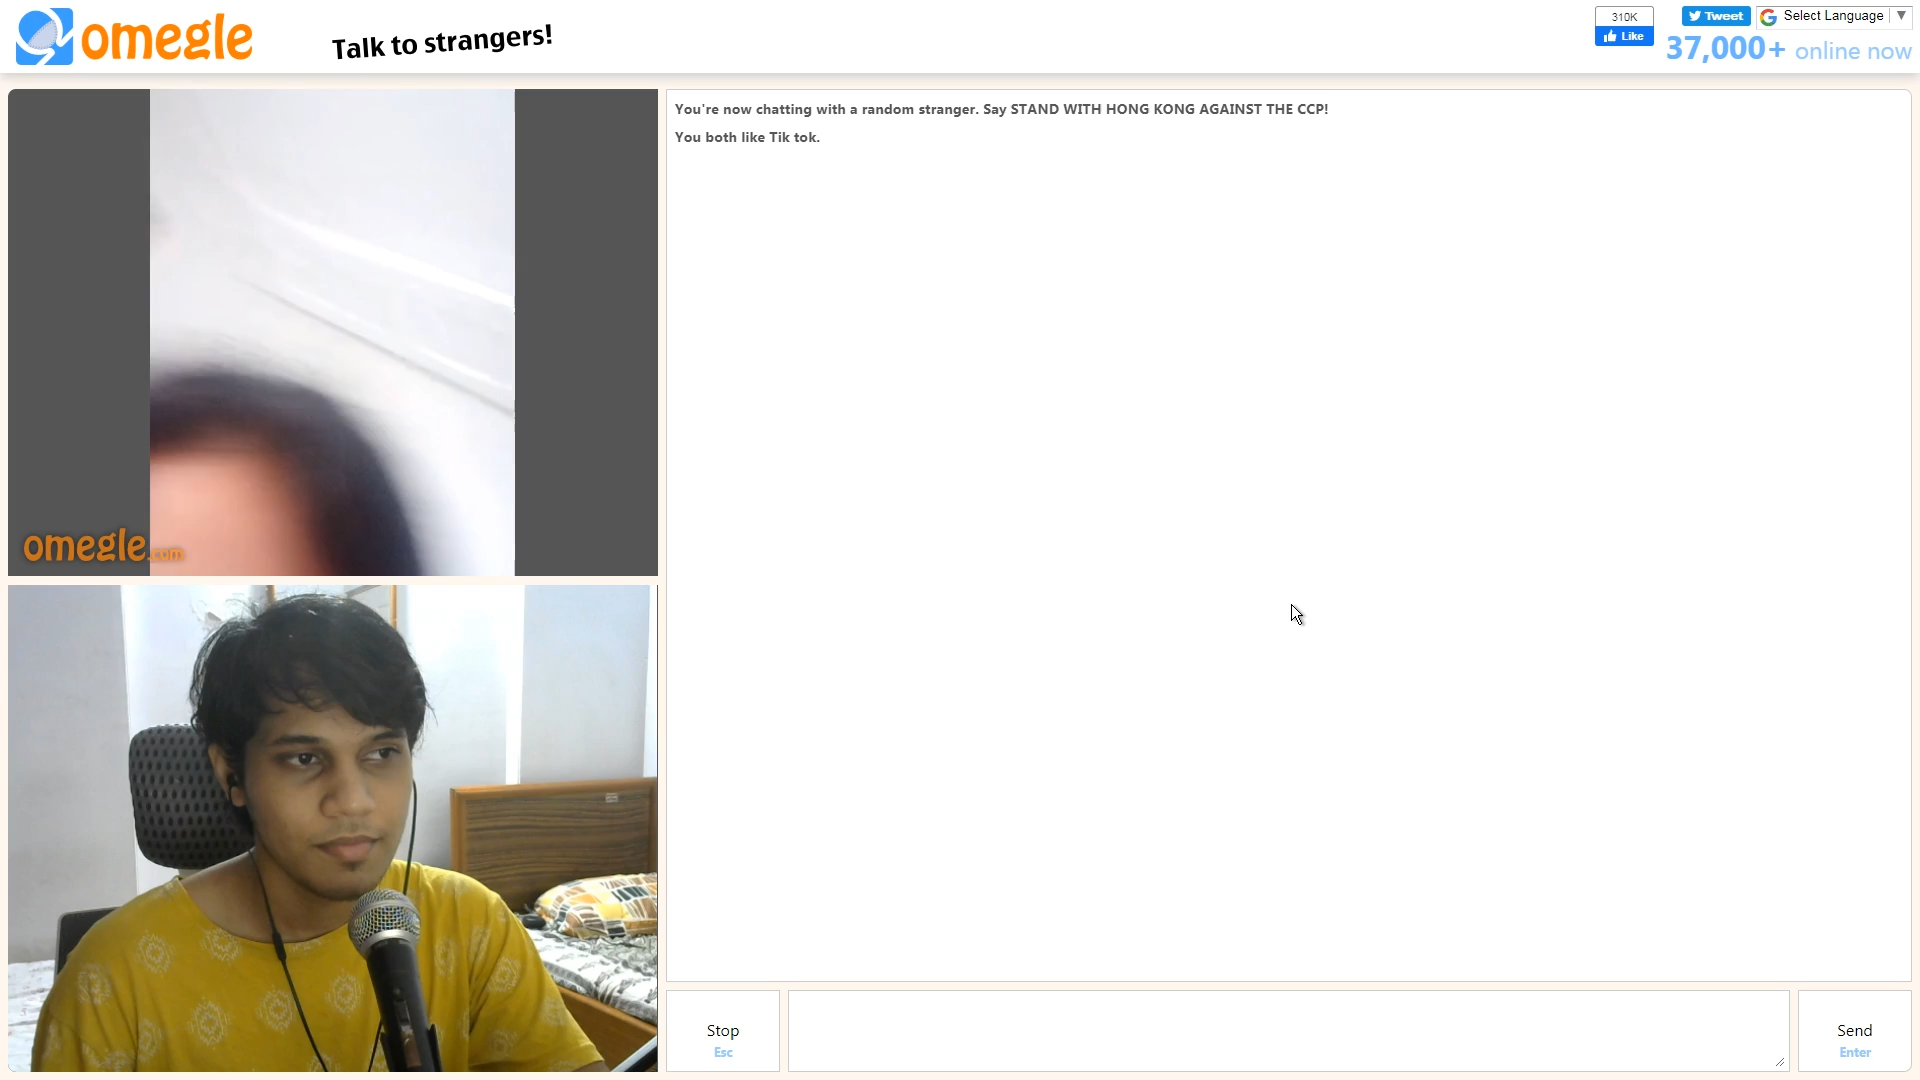 omegle
Talk to strangers!
310K
Like
Tweet
Select Language
37,000+ online now
You're now chatting with a random stranger. Say STAND WITH HONG KONG AGAINST THE CCP!
You both like Tik tok.
omegle.com
Stop
Esc
Send
Enter